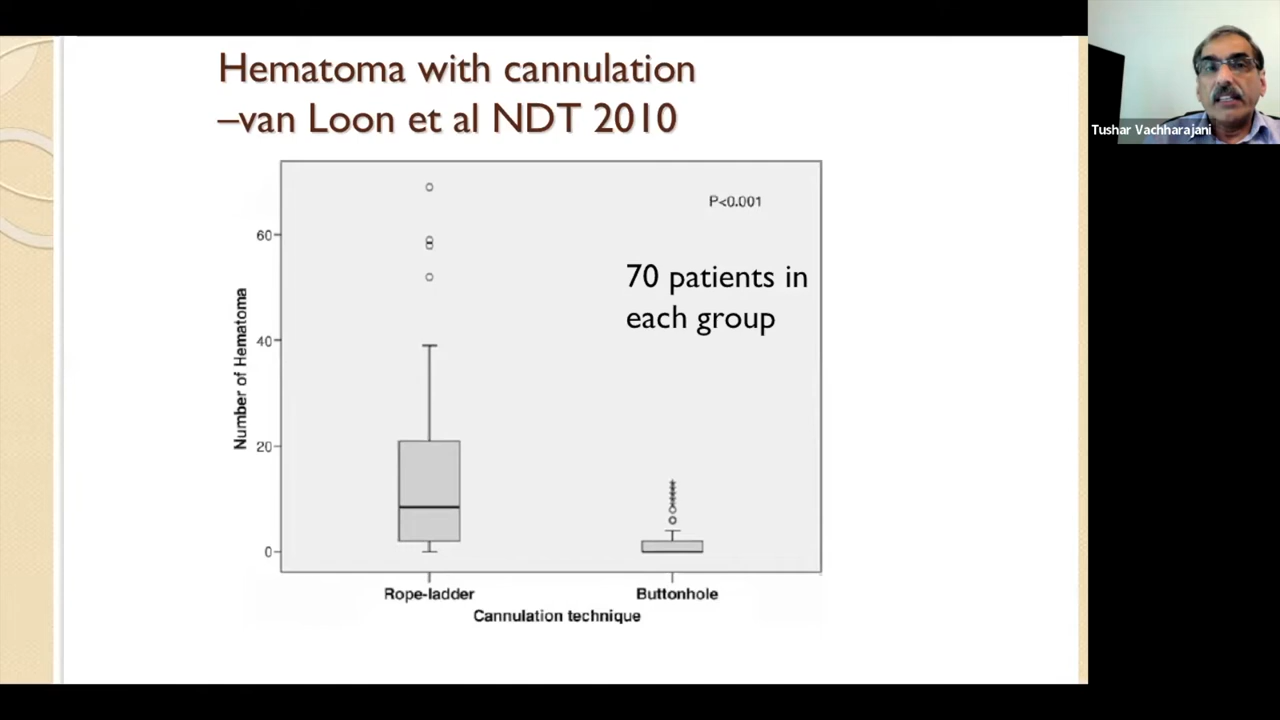 Hematoma with cannulation
–van Loon et al NDT 2010
Tushar Vachharajani
P<0.001
70 patients in
each group
Number of Hematoma
60
40
20
0
Rope-ladder
Buttonhole
Cannulation technique